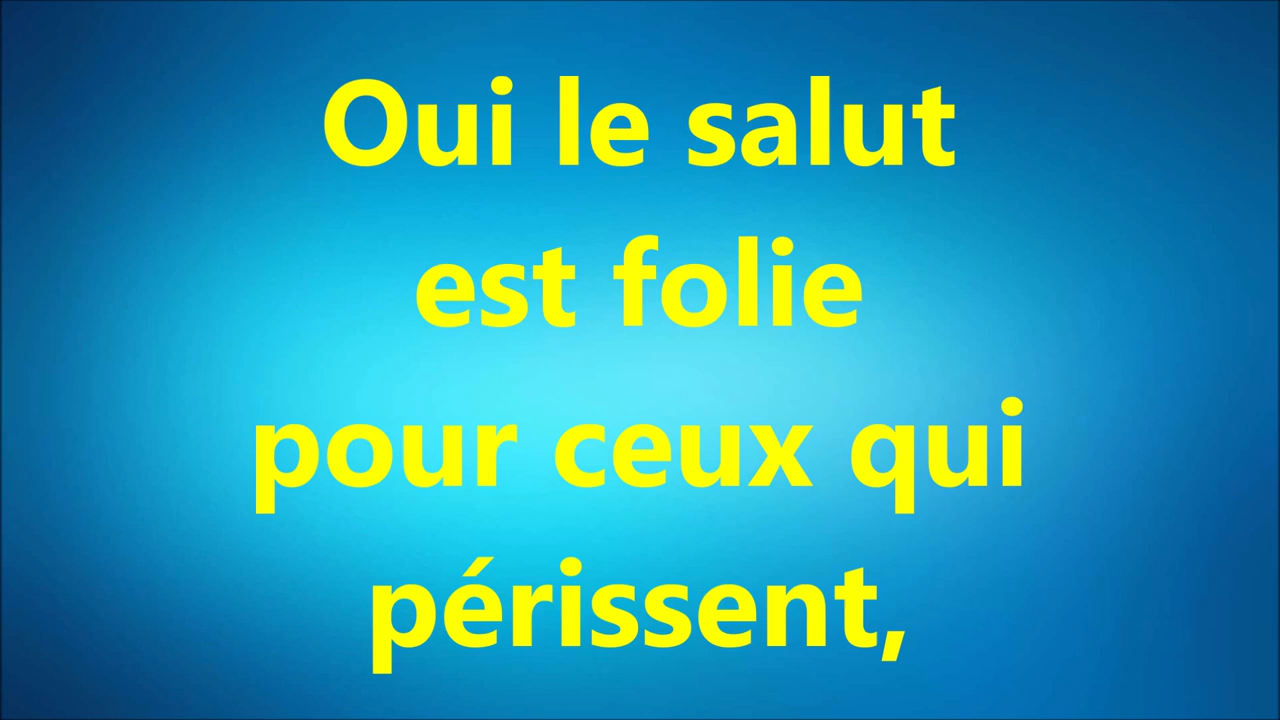 Oui le salut
est folie
pour ceux qui
périssent,